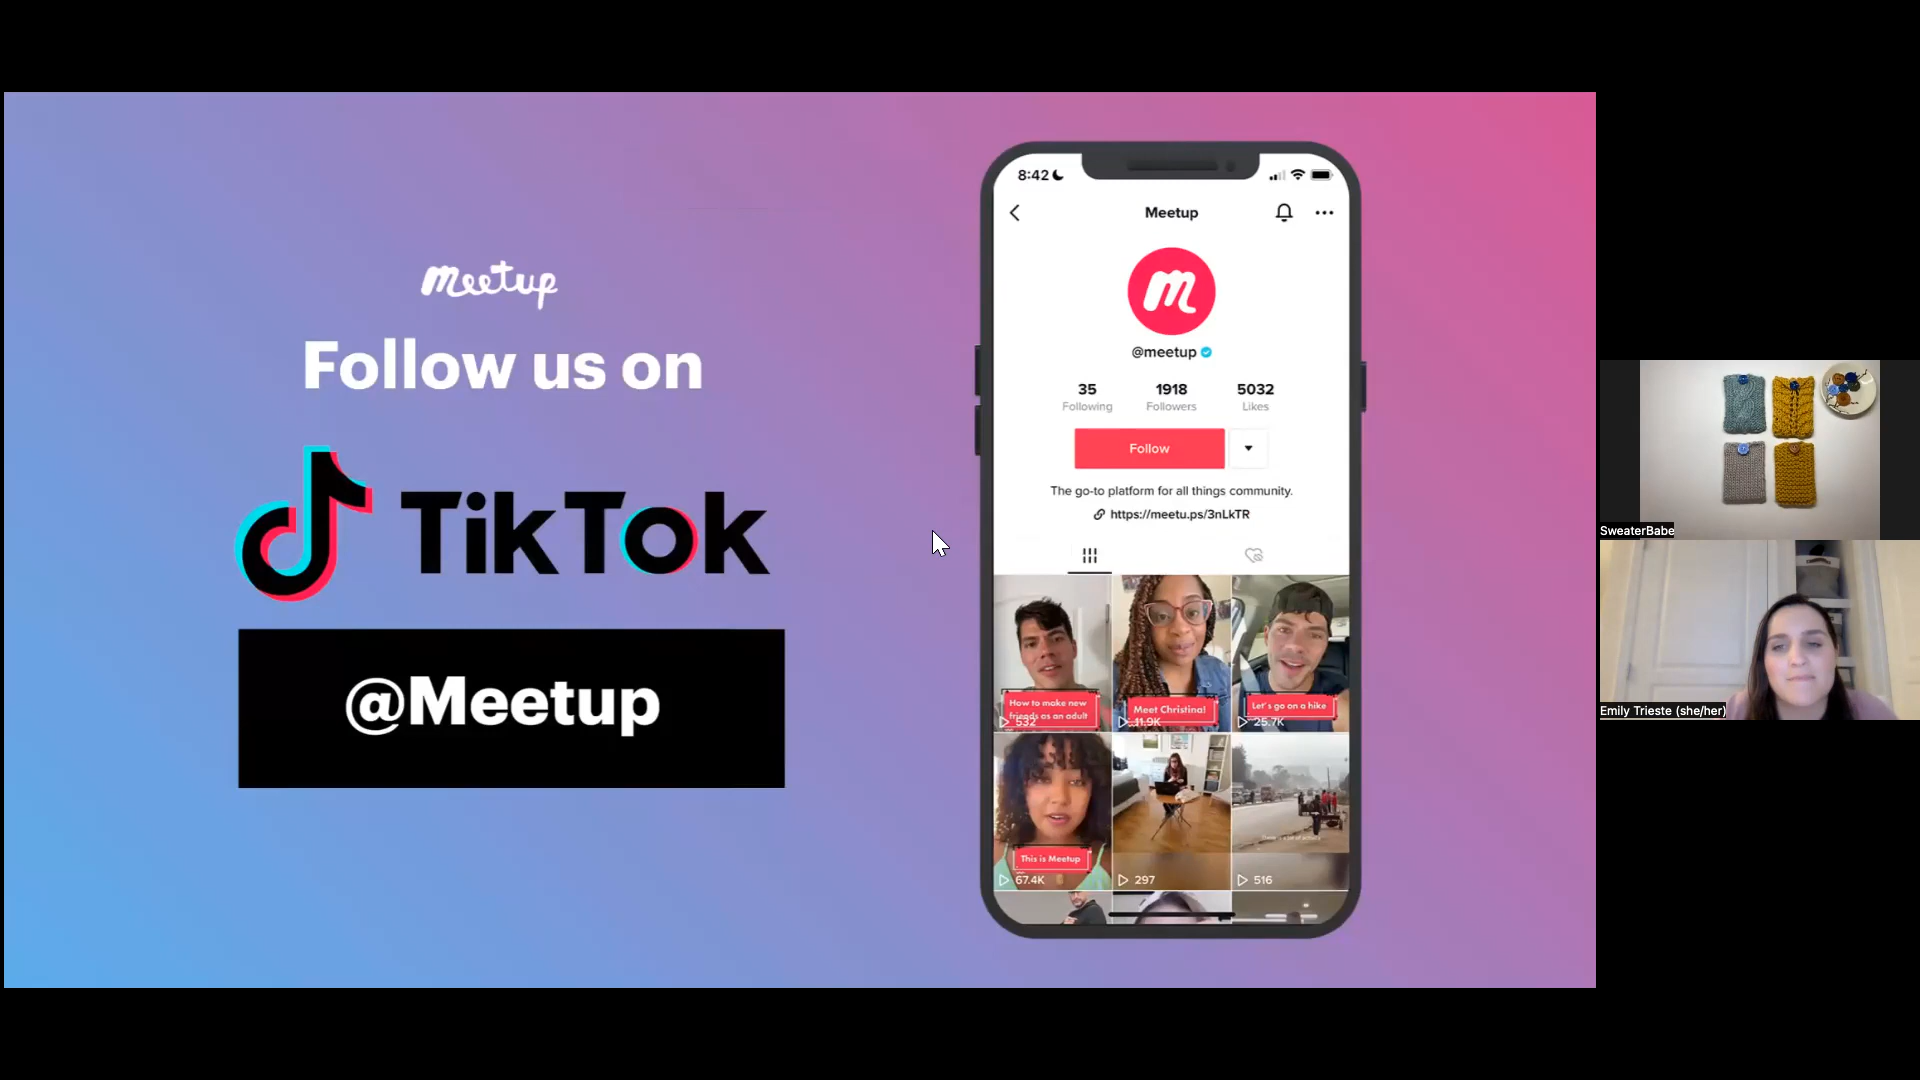 meetup
Follow us on
TikTok
@Meetup
8:42
Meetup
m
@meetup
35 1918 5032
Following Followers Likes
Follow
The go-to platform for all things community.
https://meetu.ps/3nLkTR
How to make new
friends as an adult
532
Meet Christina!
11.9K
Let's go on a hike
25.7K
This is Meetup
67.4K
297
516
SweaterBabe
Emily Trieste (she/her)